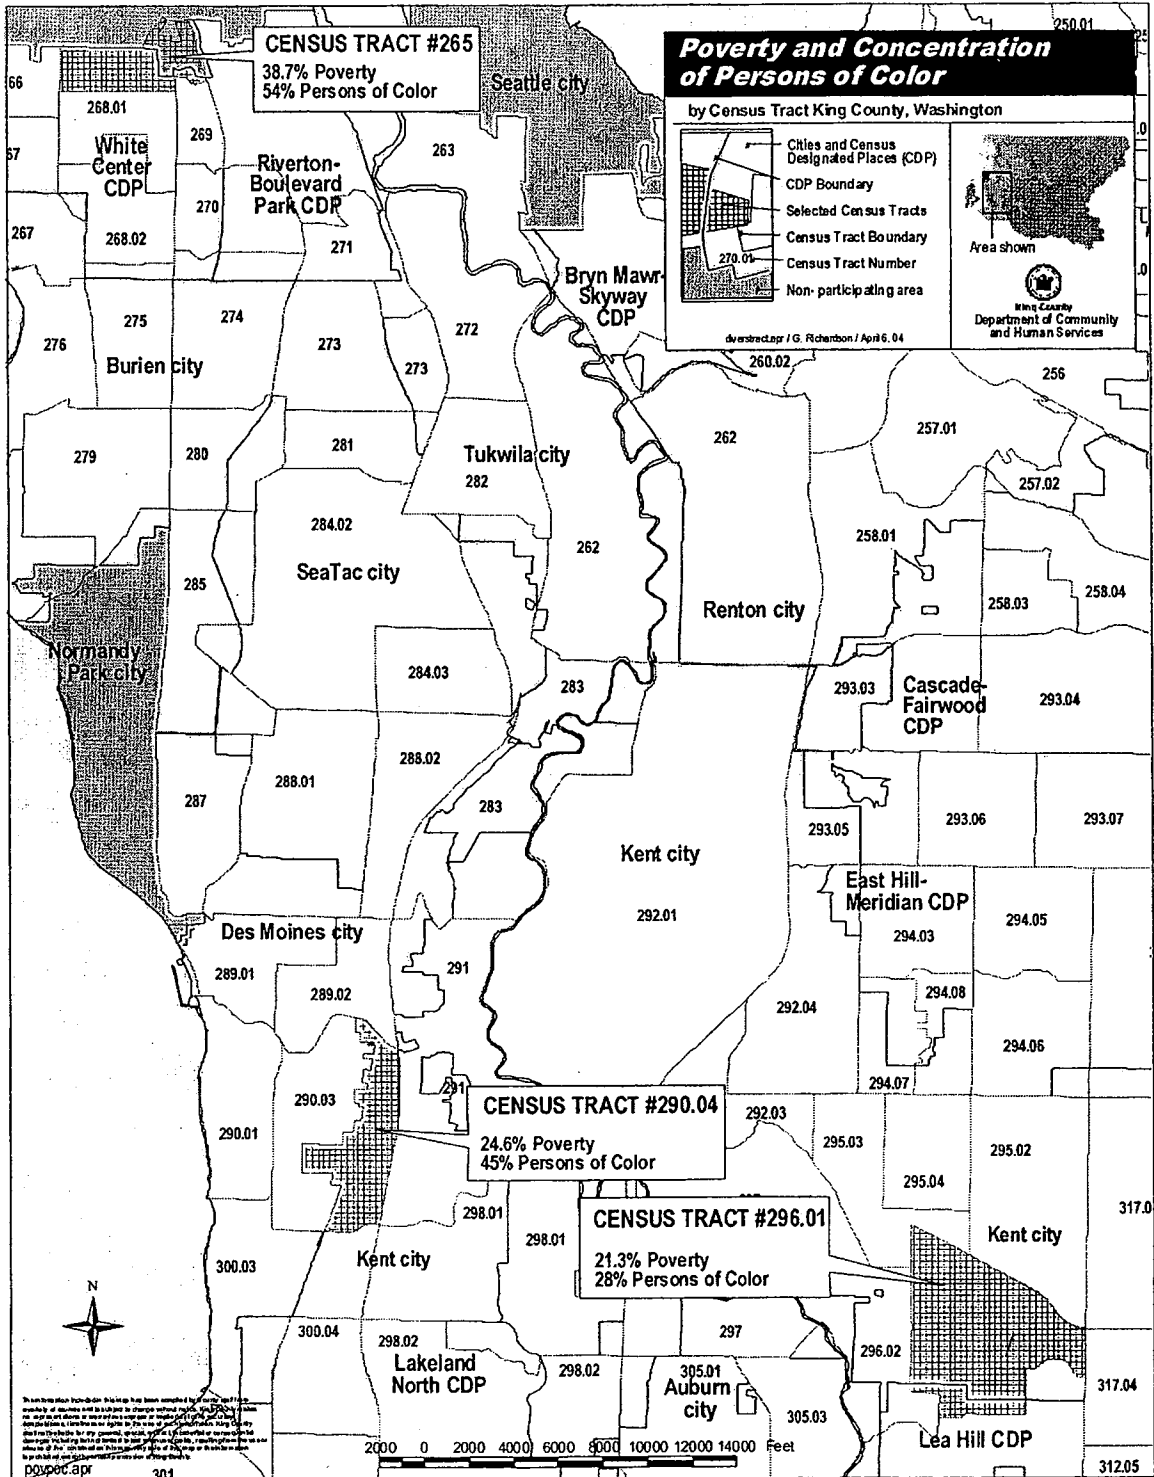 250.01
CENSUS TRACT #265
38.7% Poverty
54% Persons of Color
Seattle city
Poverty and Concentration
of Persons of Color
by Census Tract King County, Washington
Cities and Census
Designated Places (CDP)
CDP Boundary
Selected Census Tracts
Census Tract Boundary
270.01
Census Tract Number
Non- participating area
Area shown
King County
Department of Community
and Human Services
diverstract.apr / G. Richardson / April 6, 04
66
268.01
269
263
67
White
Center
CDP
Riverton-
Boulevard
Park CDP
270
267
268.02
271
Bryn Mawr-
Skyway
CDP
275
274
272
276
273
Burien city
273
260.02
256
262
257.01
279
280
281
Tukwila city
282
257.02
284.02
262
258.01
SeaTac city
285
258.03
258.04
Renton city
Normandy
Park city
284.03
283
293.03
Cascade-
Fairwood
CDP
293.04
288.02
288.01
287
283
293.05
293.06
293.07
Kent city
East Hill-
Meridian CDP
292.01
294.05
Des Moines city
294.03
289.01
291
289.02
292.04
294.08
294.06
294.07
290.03
291
CENSUS TRACT #290.04
24.6% Poverty
45% Persons of Color
290.01
292.03
295.03
295.02
295.04
298.01
CENSUS TRACT #296.01
21.3% Poverty
28% Persons of Color
317.0
298.01
Kent city
Kent city
300.03
N
300.04
298.02
297
296.02
Lakeland
North CDP
298.02
305.01
Auburn
city
317.04
305.03
Lea Hill CDP
2000 0 2000 4000 6000 8000 10000 12000 14000 Feet
povpoc.apr
301
312.05